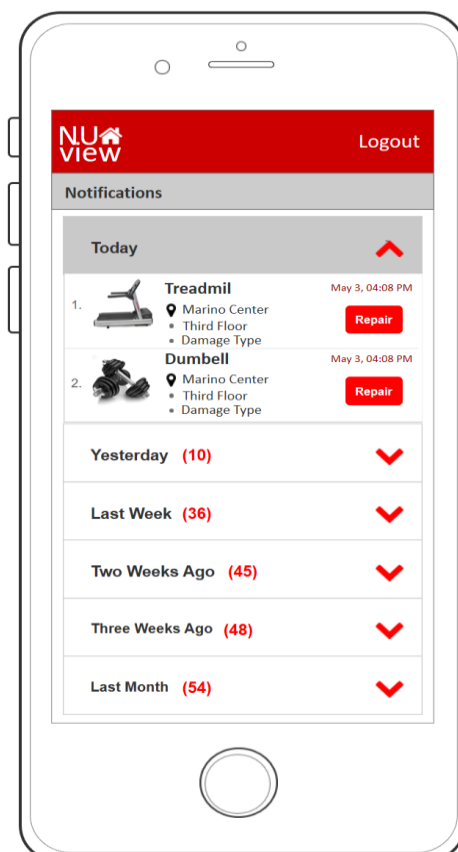 NU
view
Logout
Notifications
Today
1.
Treadmil
May 3, 04:08 PM
Marino Center
Third Floor
Damage Type
Repair
2.
Dumbell
May 3, 04:08 PM
Marino Center
Third Floor
Damage Type
Repair
Yesterday (10)
Last Week (36)
Two Weeks Ago (45)
Three Weeks Ago (48)
Last Month (54)